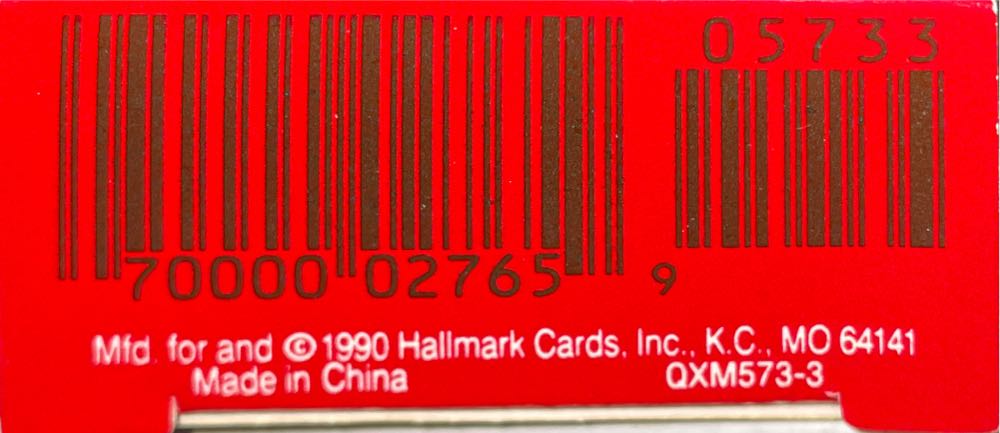 05733
70000 02765 9
Mfd. for and © 1990 Hallmark Cards, Inc., K.C., MO 64141
Made in China QXM573-3